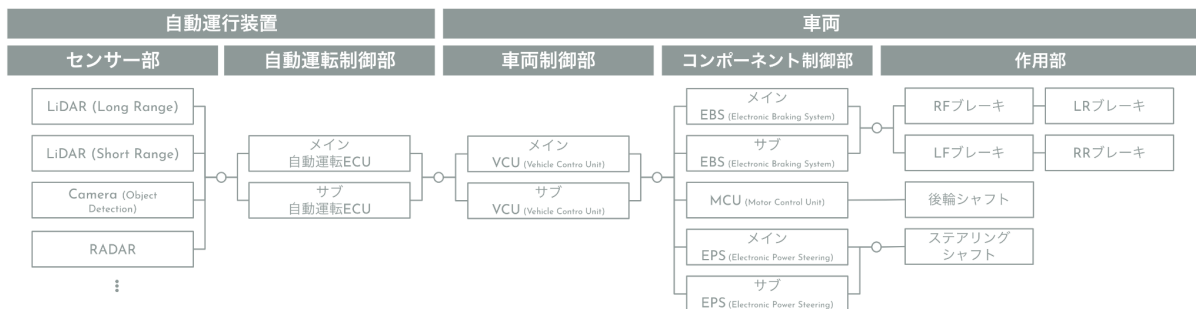 自動運行装置
車両
センサー部
自動運転制御部
車両制御部
コンポーネント制御部
作用部
LiDAR (Long Range)
LiDAR (Short Range)
Camera (Object
Detection)
RADAR
メイン
自動運転ECU
サブ
自動運転ECU
メイン
VCU (Vehicle Contro Unit)
サブ
VCU (Vehicle Contro Unit)
メイン
EBS (Electronic Braking System)
サブ
EBS (Electronic Braking System)
MCU (Motor Control Unit)
メイン
EPS (Electronic Power Steering)
サブ
EPS (Electronic Power Steering)
RFブレーキ
LRブレーキ
LFブレーキ
RRブレーキ
後輪シャフト
ステアリング
シャフト